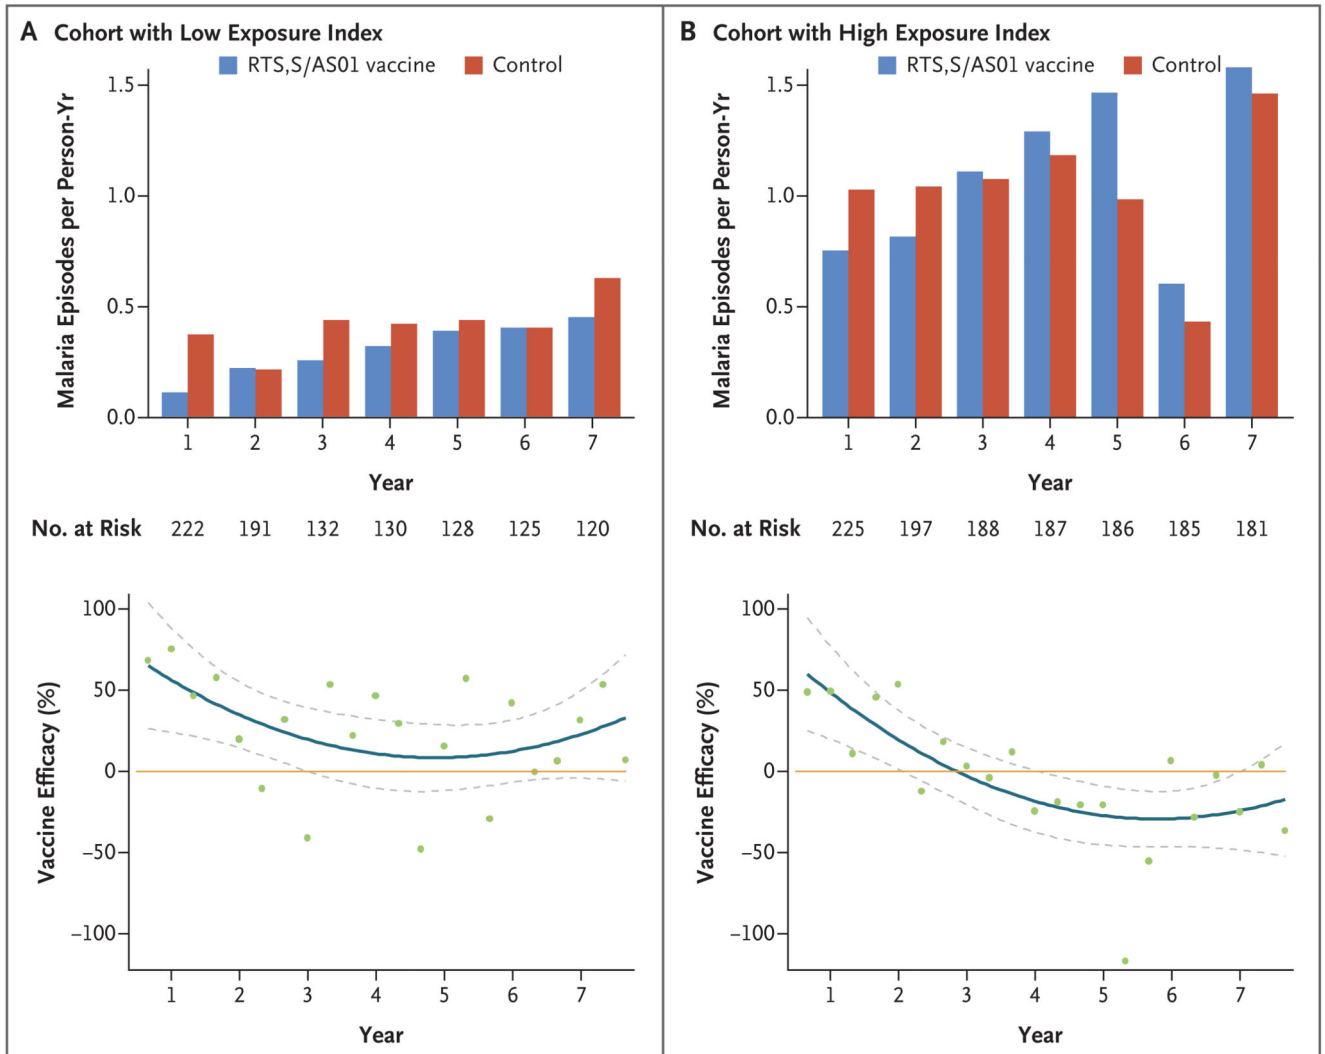 A Cohort with Low Exposure Index
RTS,S/AS01 vaccine Control
Malaria Episodes per Person-Yr
1.5
1.0
0.5
0.0
1 2 3 4 5 6 7
Year
No. at Risk 222 191 132 130 128 125 120
Vaccine Efficacy (%)
100
50
0
−50
−100
1 2 3 4 5 6 7
Year
B Cohort with High Exposure Index
RTS,S/AS01 vaccine Control
Malaria Episodes per Person-Yr
1.5
1.0
0.5
0.0
1 2 3 4 5 6 7
Year
No. at Risk 225 197 188 187 186 185 181
Vaccine Efficacy (%)
100
50
0
−50
−100
1 2 3 4 5 6 7
Year